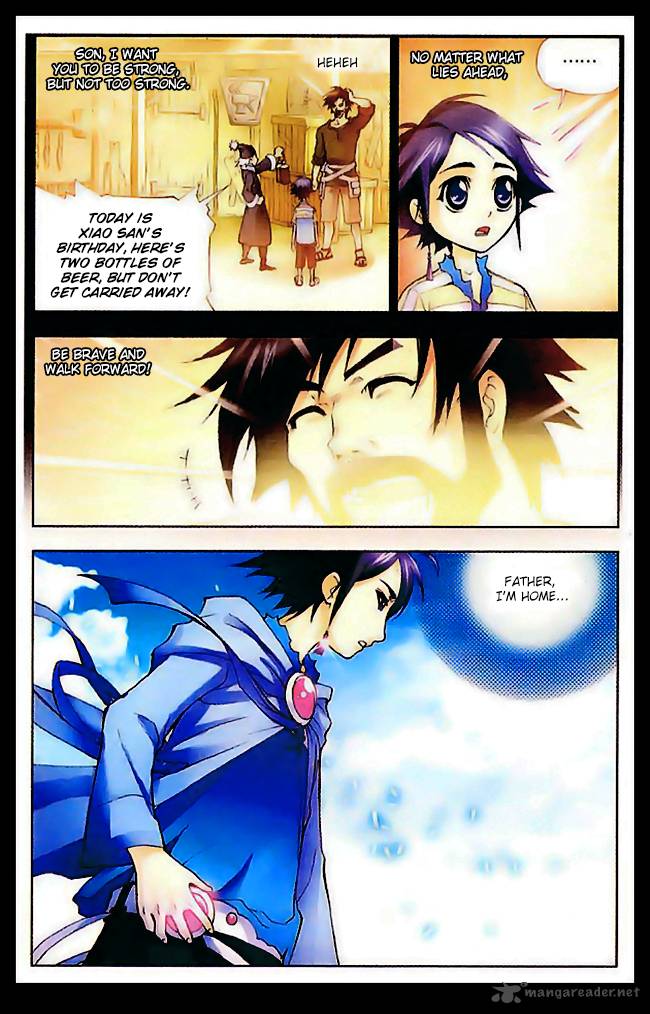 SON, I WANT
YOU TO BE STRONG,
BUT NOT TOO STRONG.
HEHEH
TODAY IS
XIAO SAN'S
BIRTHDAY, HERE'S
TWO BOTTLES OF
BEER, BUT DON'T
GET CARRIED AWAY!
NO MATTER WHAT
LIES AHEAD,
......
BE BRAVE AND
WALK FORWARD!
FATHER,
I'M HOME...
mangareader.net